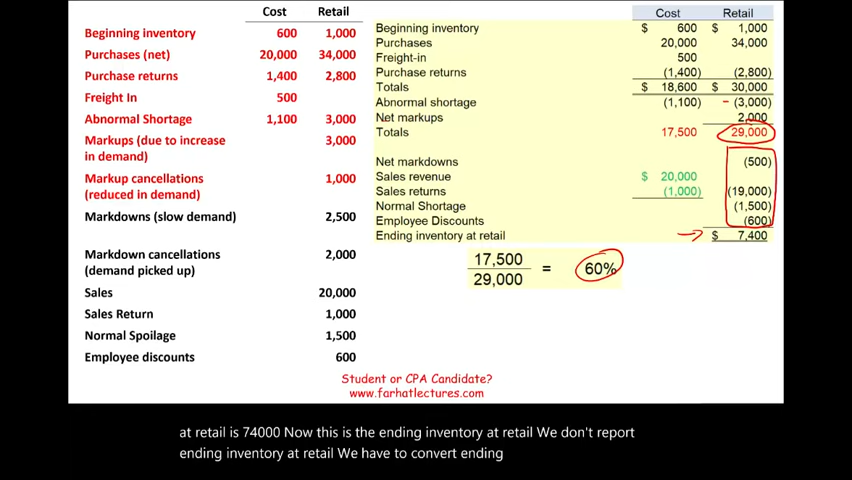 Cost Retail
Beginning inventory 600 1,000
Purchases (net) 20,000 34,000
Purchase returns 1,400 2,800
Freight In 500
Abnormal Shortage 1,100 3,000
Markups (due to increase 3,000
in demand)
Markup cancellations 1,000
(reduced in demand)
Markdowns (slow demand) 2,500
Markdown cancellations 2,000
(demand picked up)
Sales 20,000
Sales Return 1,000
Normal Spoilage 1,500
Employee discounts 600
Cost Retail
Beginning inventory $ 600 $ 1,000
Purchases 20,000 34,000
Freight-in 500
Purchase returns (1,400) (2,800)
Totals $ 18,600 $ 30,000
Abnormal shortage (1,100) (3,000)
Net markups 2,000
Totals 17,500 29,000
Net markdowns (500)
Sales revenue $ 20,000
Sales returns (1,000) (19,000)
Normal Shortage (1,500)
Employee Discounts (600)
Ending inventory at retail $ 7,400
17,500
= 60%
29,000
Student or CPA Candidate?
www.farhatlectures.com
at retail is 74000 Now this is the ending inventory at retail We don't report
ending inventory at retail We have to convert ending